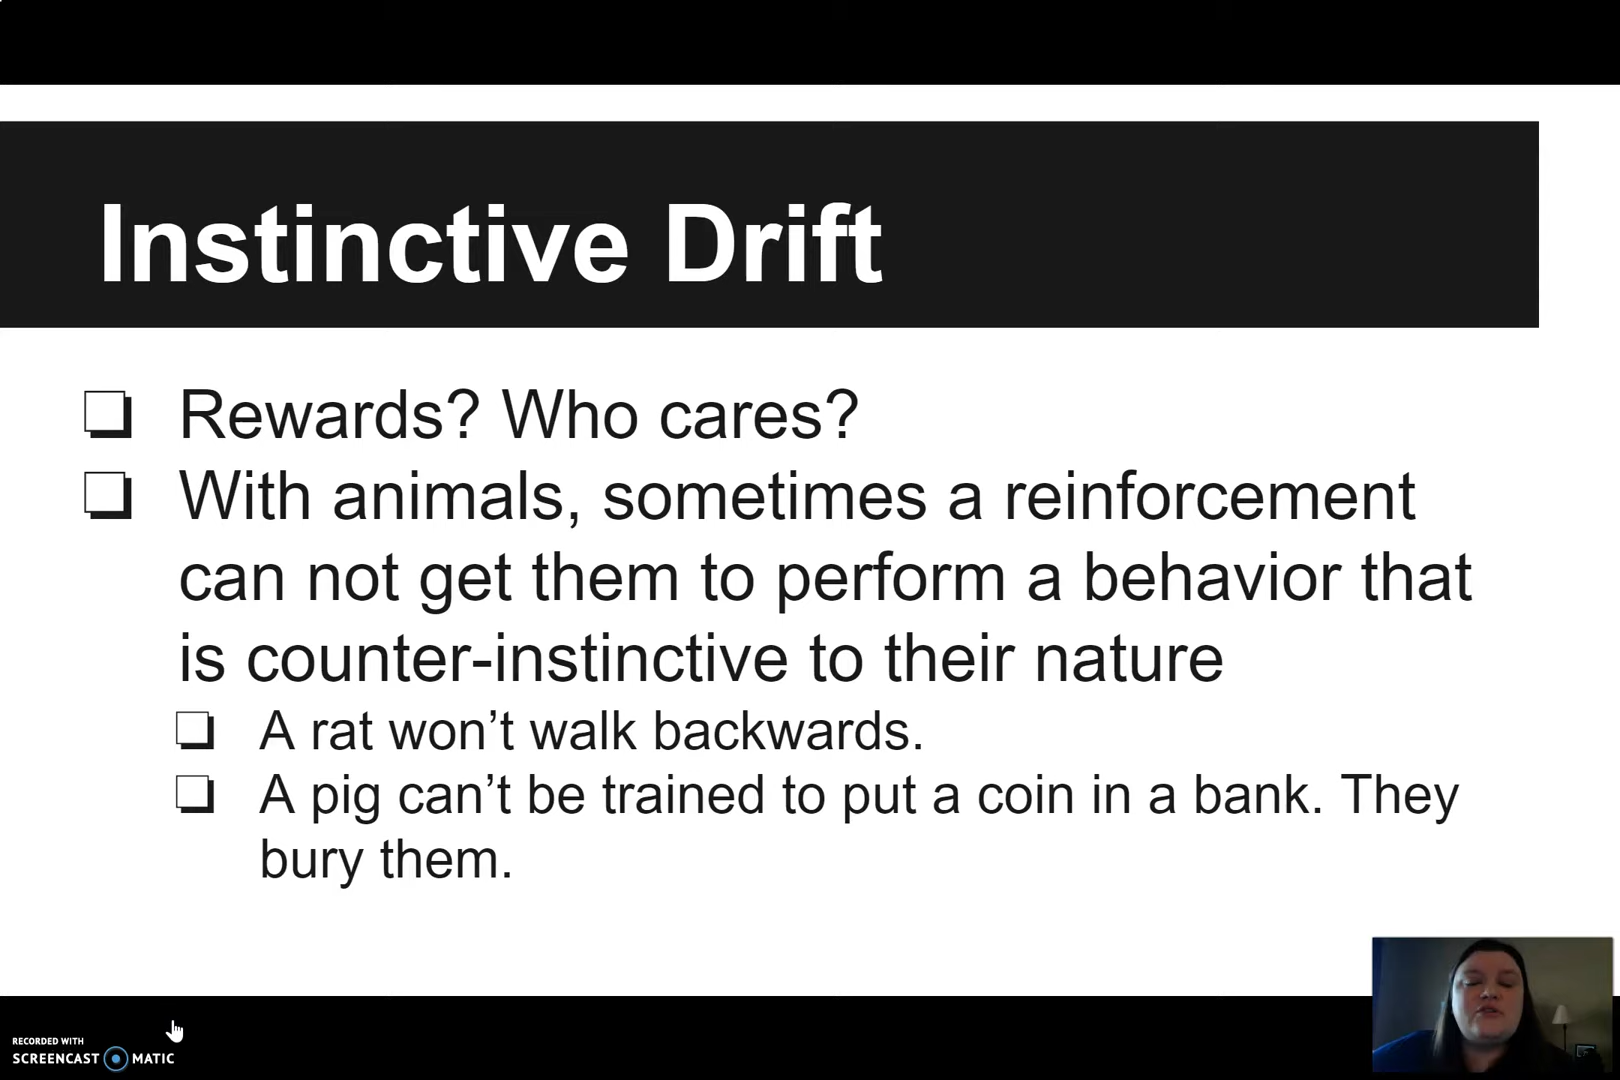 Instinctive Drift
Rewards? Who cares?
With animals, sometimes a reinforcement
can not get them to perform a behavior that
is counter-instinctive to their nature
A rat won’t walk backwards.
A pig can’t be trained to put a coin in a bank. They
bury them.
RECORDED WITH
SCREENCAST MATIC